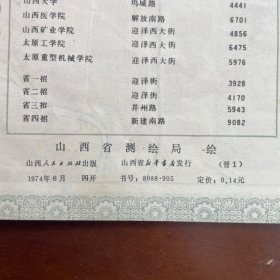 山西大学 坞城路 4441
山西医学院 解放南路 6701
山西矿业学院 迎泽西大街 4856
太原工学院 迎泽西大街 6475
太原重型机械学院 迎泽西大街 5976
省一招 迎泽街 3928
省二招 迎泽街 4170
省三招 并州路 5943
省四招 新建南路 9082
山西省测绘局 绘
山西人民出版社出版 山西省新华书店发行 (晋1)
1974年6月 四开 书号:8088·905 定价:0.14元